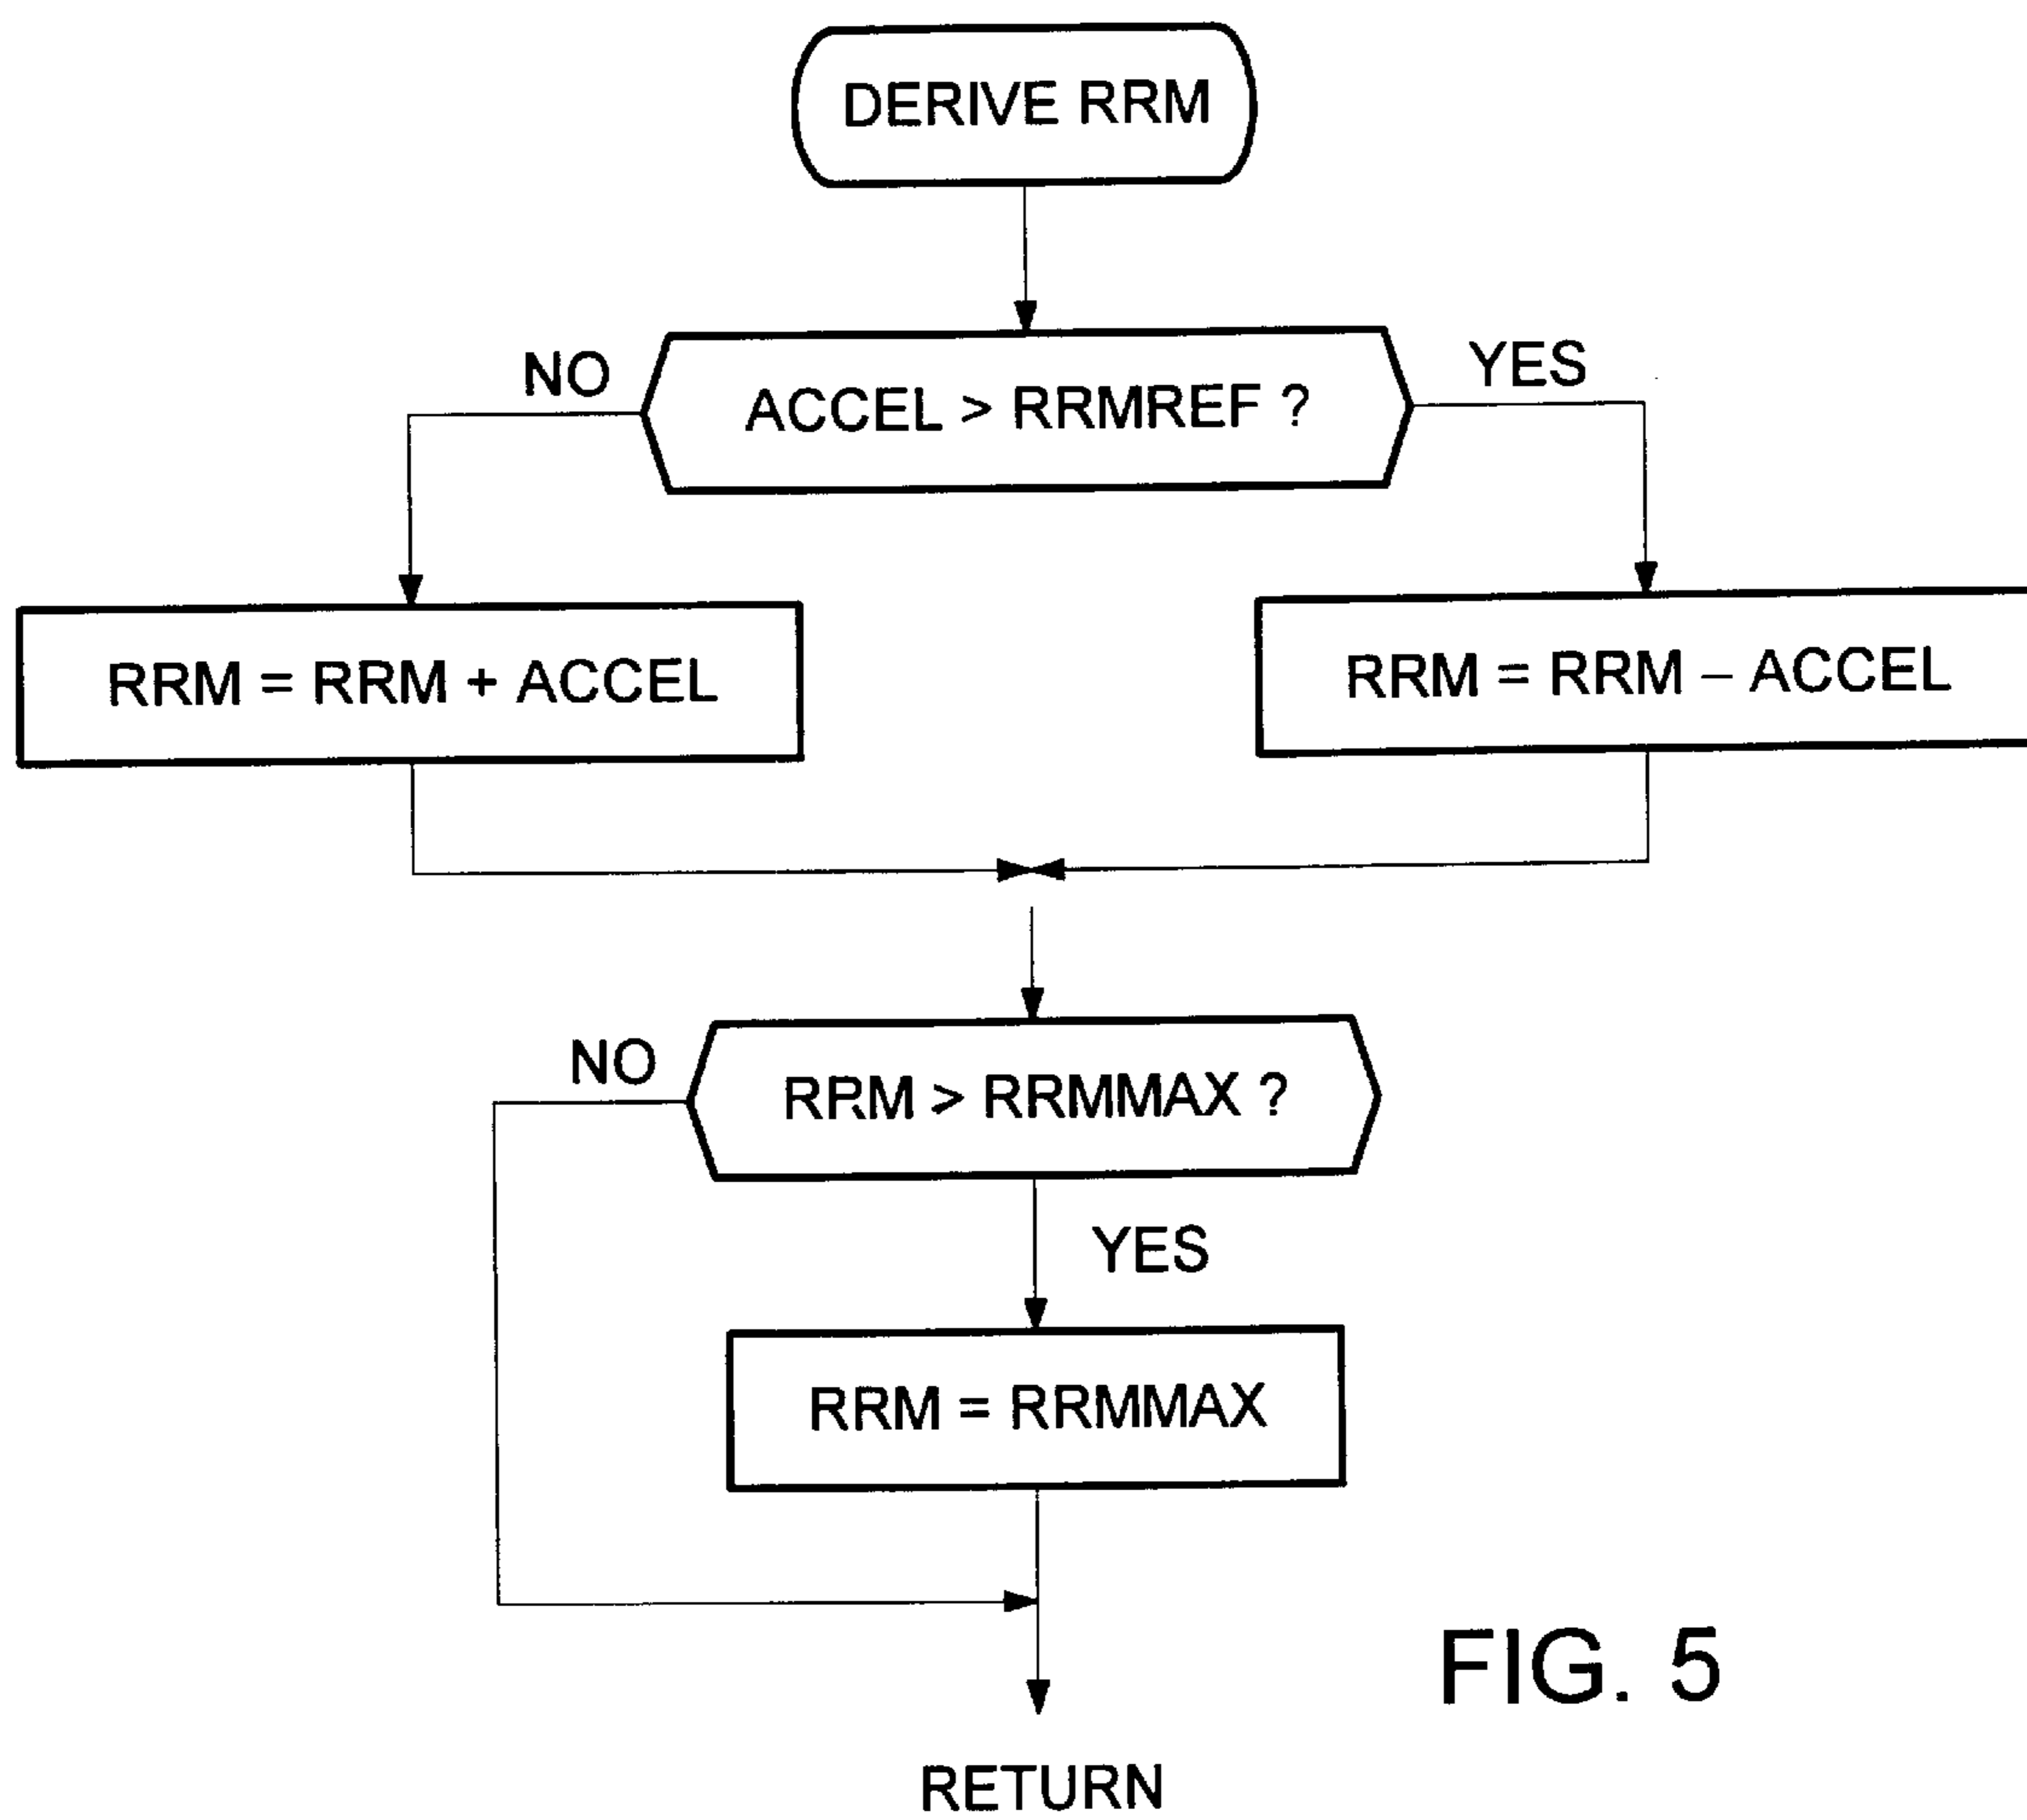 DERIVE RRM
NO
ACCEL > RRMREF ?
YES
RRM = RRM + ACCEL
RRM = RRM – ACCEL
NO
RRM > RRMMAX ?
YES
RRM = RRMMAX
FIG. 5
RETURN